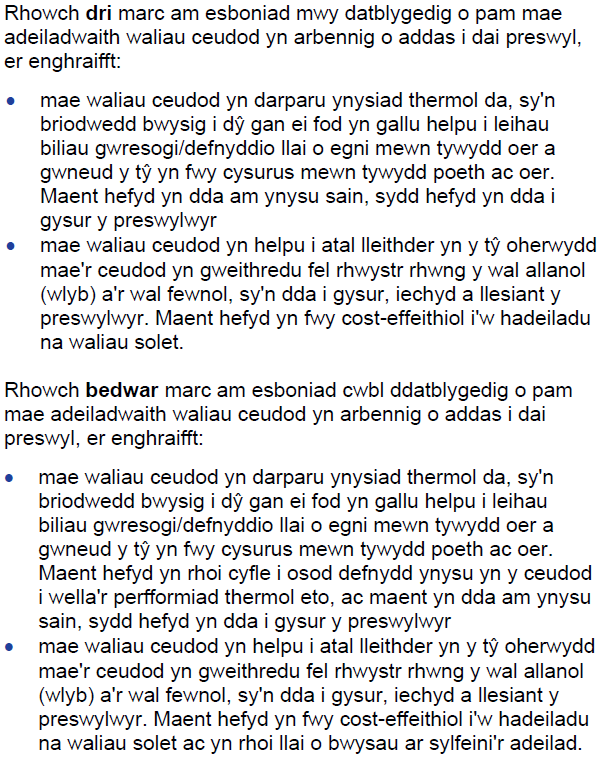 Rhowch dri marc am esboniad mwy datblygedig o pam mae
adeiladwaith waliau ceudod yn arbennig o addas i dai preswyl,
er enghraifft:
• mae waliau ceudod yn darparu ynysiad thermol da, sy'n
briodwedd bwysig i dŷ gan ei fod yn gallu helpu i leihau
biliau gwresogi/defnyddio llai o egni mewn tywydd oer a
gwneud y tŷ yn fwy cysurus mewn tywydd poeth ac oer.
Maent hefyd yn dda am ynysu sain, sydd hefyd yn dda i
gysur y preswylwyr
• mae waliau ceudod yn helpu i atal lleithder yn y tŷ oherwydd
mae'r ceudod yn gweithredu fel rhwystr rhwng y wal allanol
(wlyb) a'r wal fewnol, sy'n dda i gysur, iechyd a llesiant y
preswylwyr. Maent hefyd yn fwy cost-effeithiol i'w hadeiladu
na waliau solet.
Rhowch bedwar marc am esboniad cwbl ddatblygedig o pam
mae adeiladwaith waliau ceudod yn arbennig o addas i dai
preswyl, er enghraifft:
• mae waliau ceudod yn darparu ynysiad thermol da, sy'n
briodwedd bwysig i dŷ gan ei fod yn gallu helpu i leihau
biliau gwresogi/defnyddio llai o egni mewn tywydd oer a
gwneud y tŷ yn fwy cysurus mewn tywydd poeth ac oer.
Maent hefyd yn rhoi cyfle i osod defnydd ynysu yn y ceudod
i wella'r perfformiad thermol eto, ac maent yn dda am ynysu
sain, sydd hefyd yn dda i gysur y preswylwyr
• mae waliau ceudod yn helpu i atal lleithder yn y tŷ oherwydd
mae'r ceudod yn gweithredu fel rhwystr rhwng y wal allanol
(wlyb) a'r wal fewnol, sy'n dda i gysur, iechyd a llesiant y
preswylwyr. Maent hefyd yn fwy cost-effeithiol i'w hadeiladu
na waliau solet ac yn rhoi llai o bwysau ar sylfeini'r adeilad.